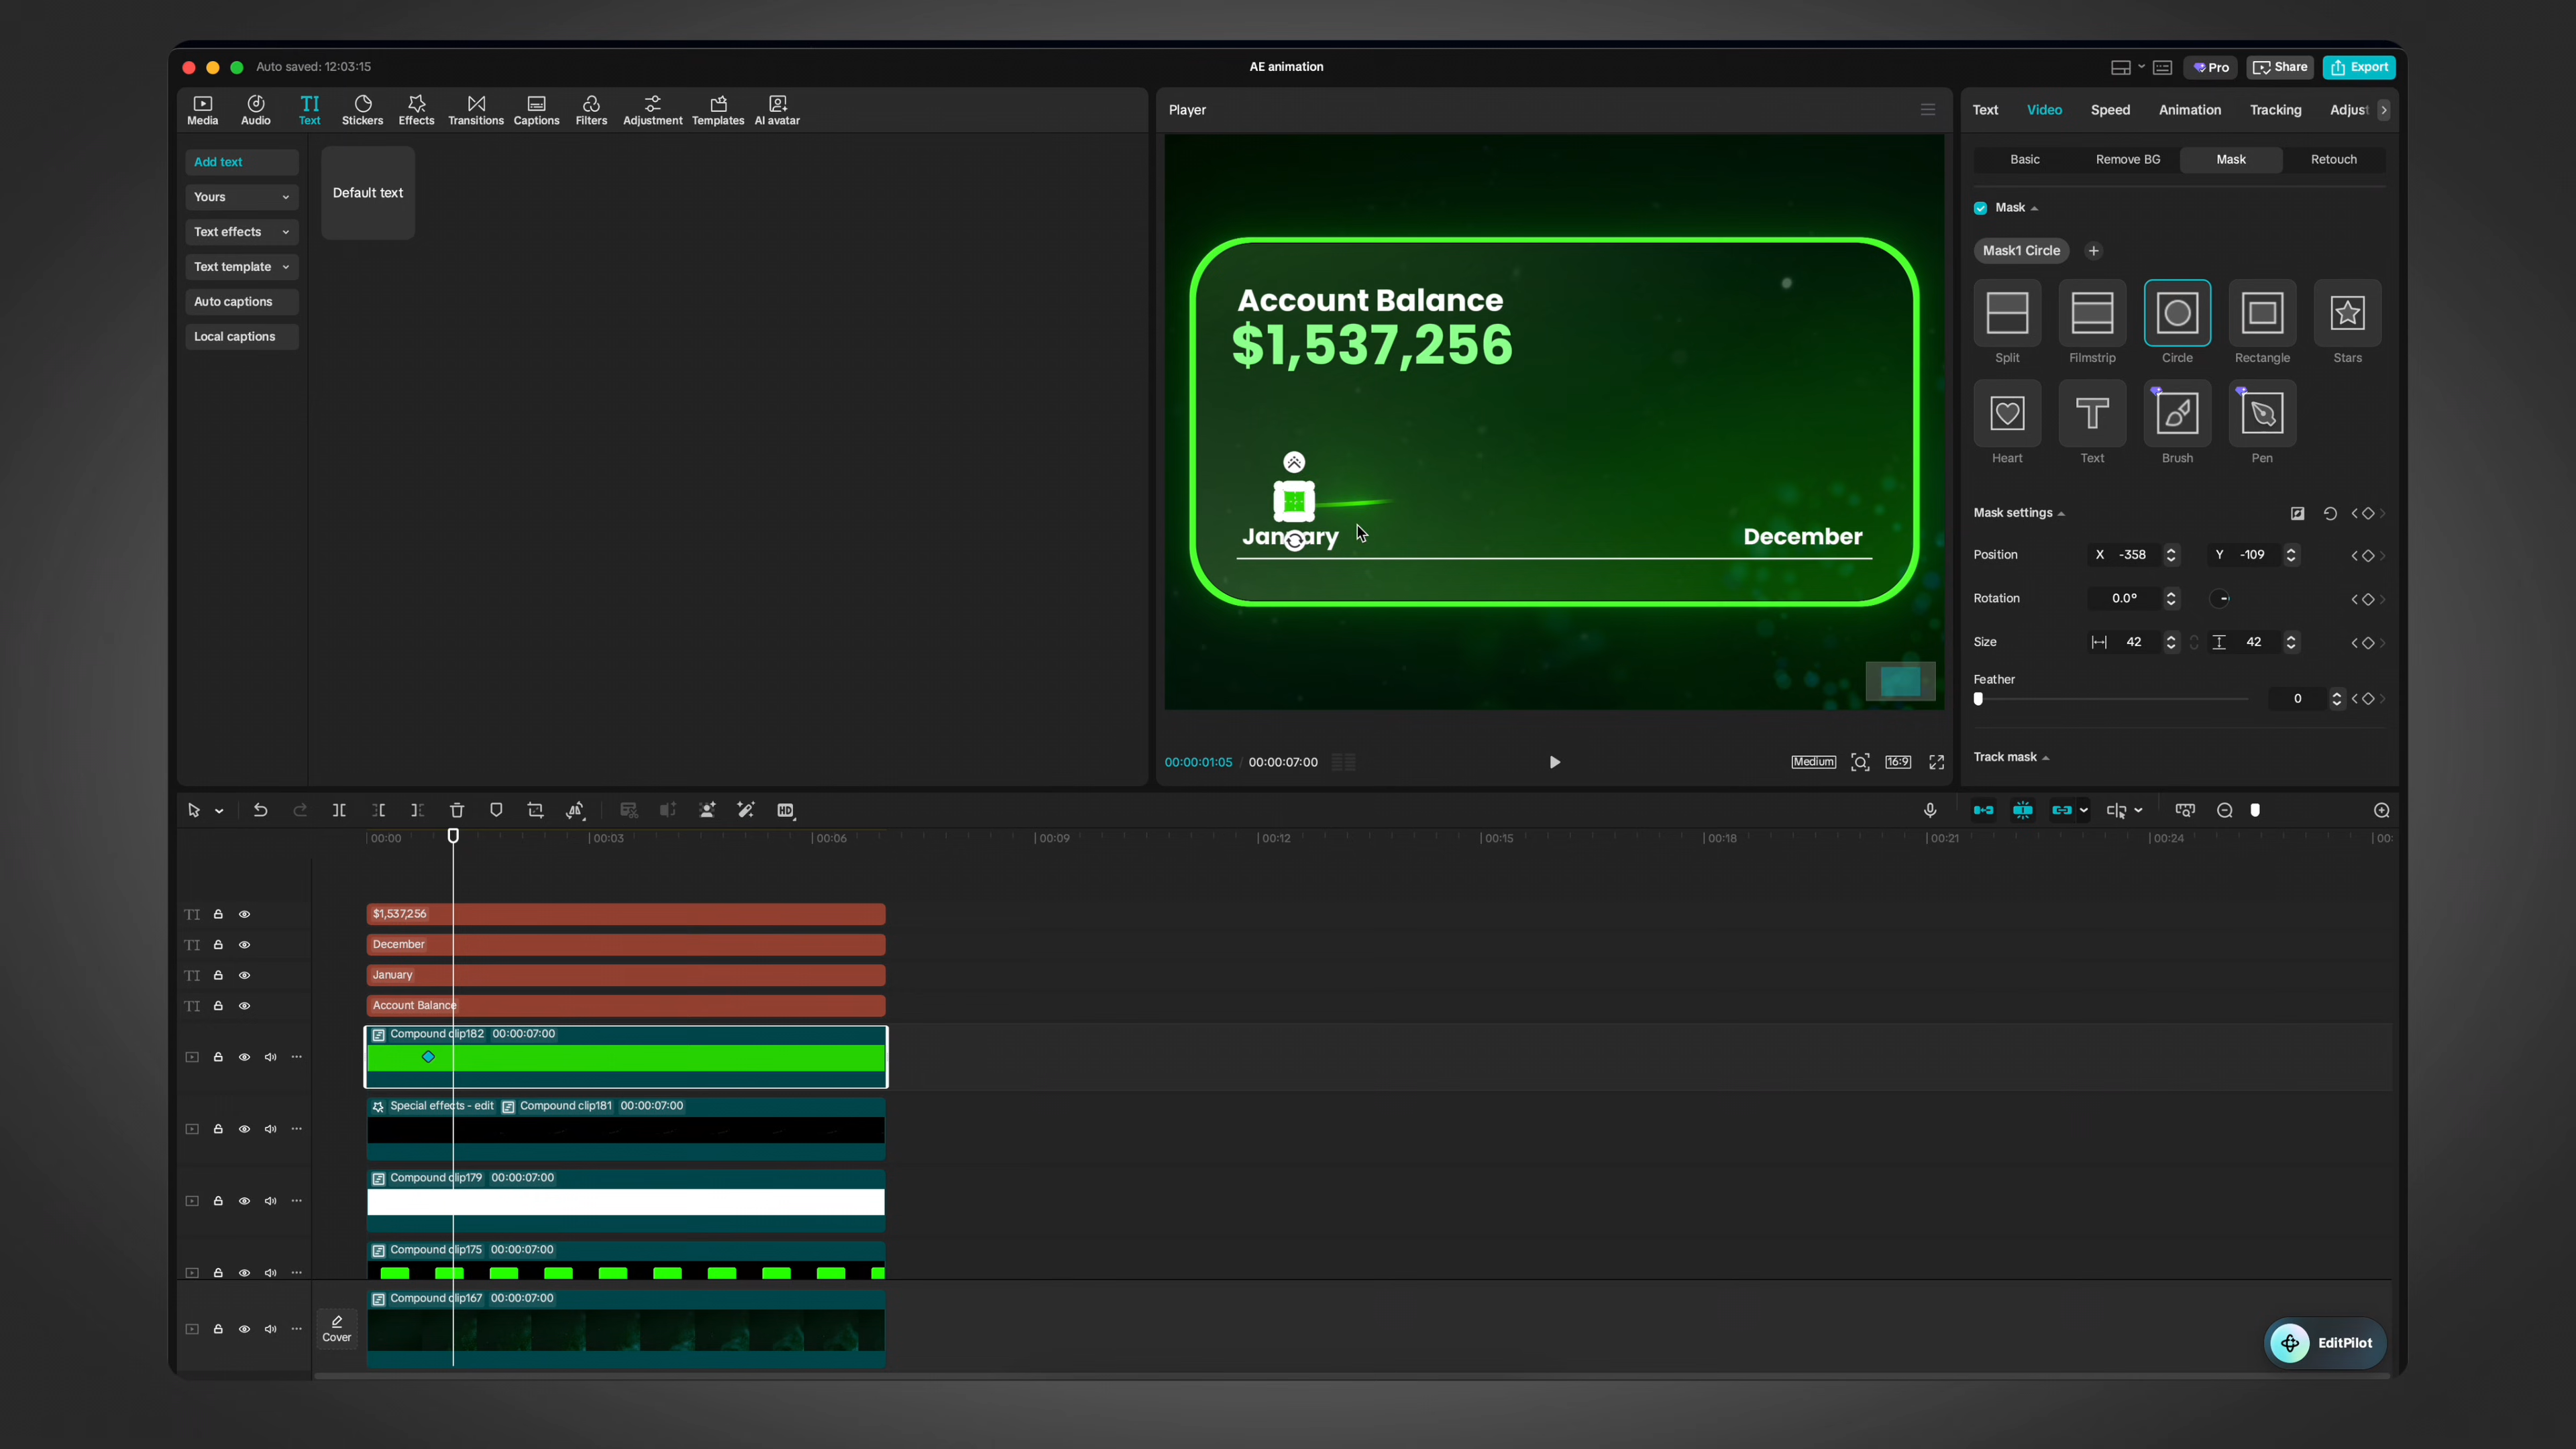 Auto saved: 12:03:15
AE animation
Pro
Share
Export
Media
Audio
TI
Text
Stickers
Effects
Transitions
Captions
Filters
Adjustment
Templates
AI avatar
Add text
Yours
Text effects
Text template
Auto captions
Local captions
Default text
Player
Account Balance
$1,537,256
January
December
00:00:01:05 / 00:00:07:00
Medium
16:9
Text
Video
Speed
Animation
Tracking
Adjust
Basic
Remove BG
Mask
Retouch
Mask
Mask1 Circle
Split
Filmstrip
Circle
Rectangle
Stars
Heart
Text
Brush
Pen
Mask settings
Position X -358 Y -109
Rotation 0.0°
Size 42 42
Feather
0
Track mask
HD
00:00
00:03
00:06
00:09
00:12
00:15
00:18
00:21
00:24
00:
TI $1,537,256
TI December
TI January
TI Account Balance
Compound clip182 00:00:07:00
Special effects - edit Compound clip181 00:00:07:00
Compound clip179 00:00:07:00
Compound clip175 00:00:07:00
Cover
Compound clip167 00:00:07:00
EditPilot